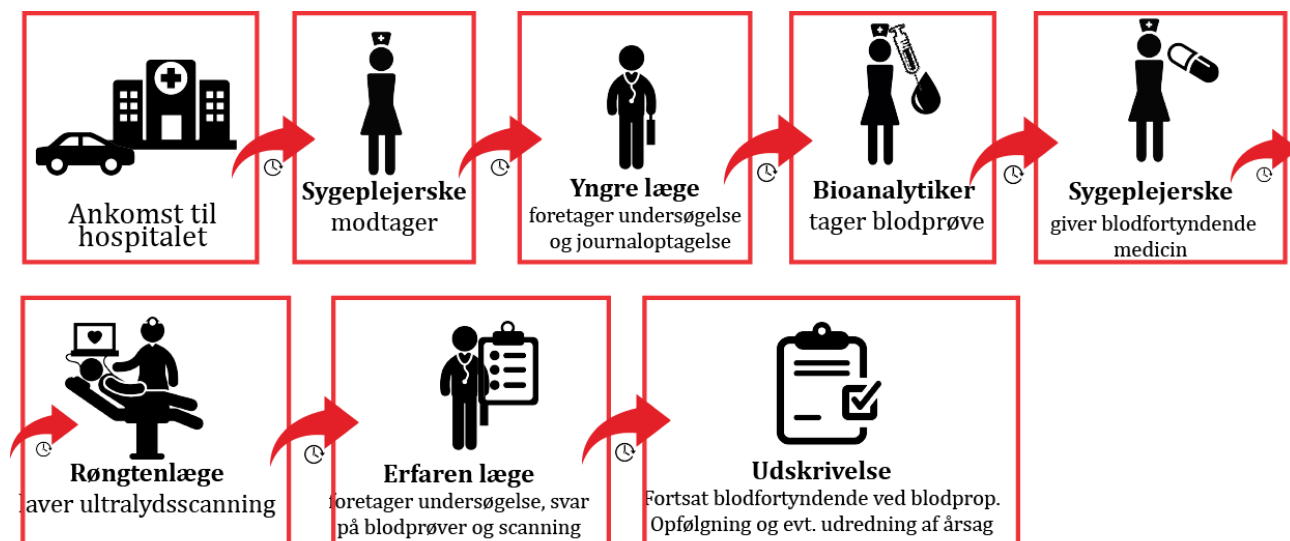 Ankomst til
hospitalet
Sygeplejerske
modtager
Yngre læge
foretager undersøgelse
og journaloptagelse
Bioanalytiker
tager blodprøve
Sygeplejerske
giver blodfortyndende
medicin
Røngtenlæge
laver ultralydsscanning
Erfaren læge
foretager undersøgelse, svar
på blodprøver og scanning
Udskrivelse
Fortsat blodfortyndende ved blodprop.
Opfølgning og evt. udredning af årsag